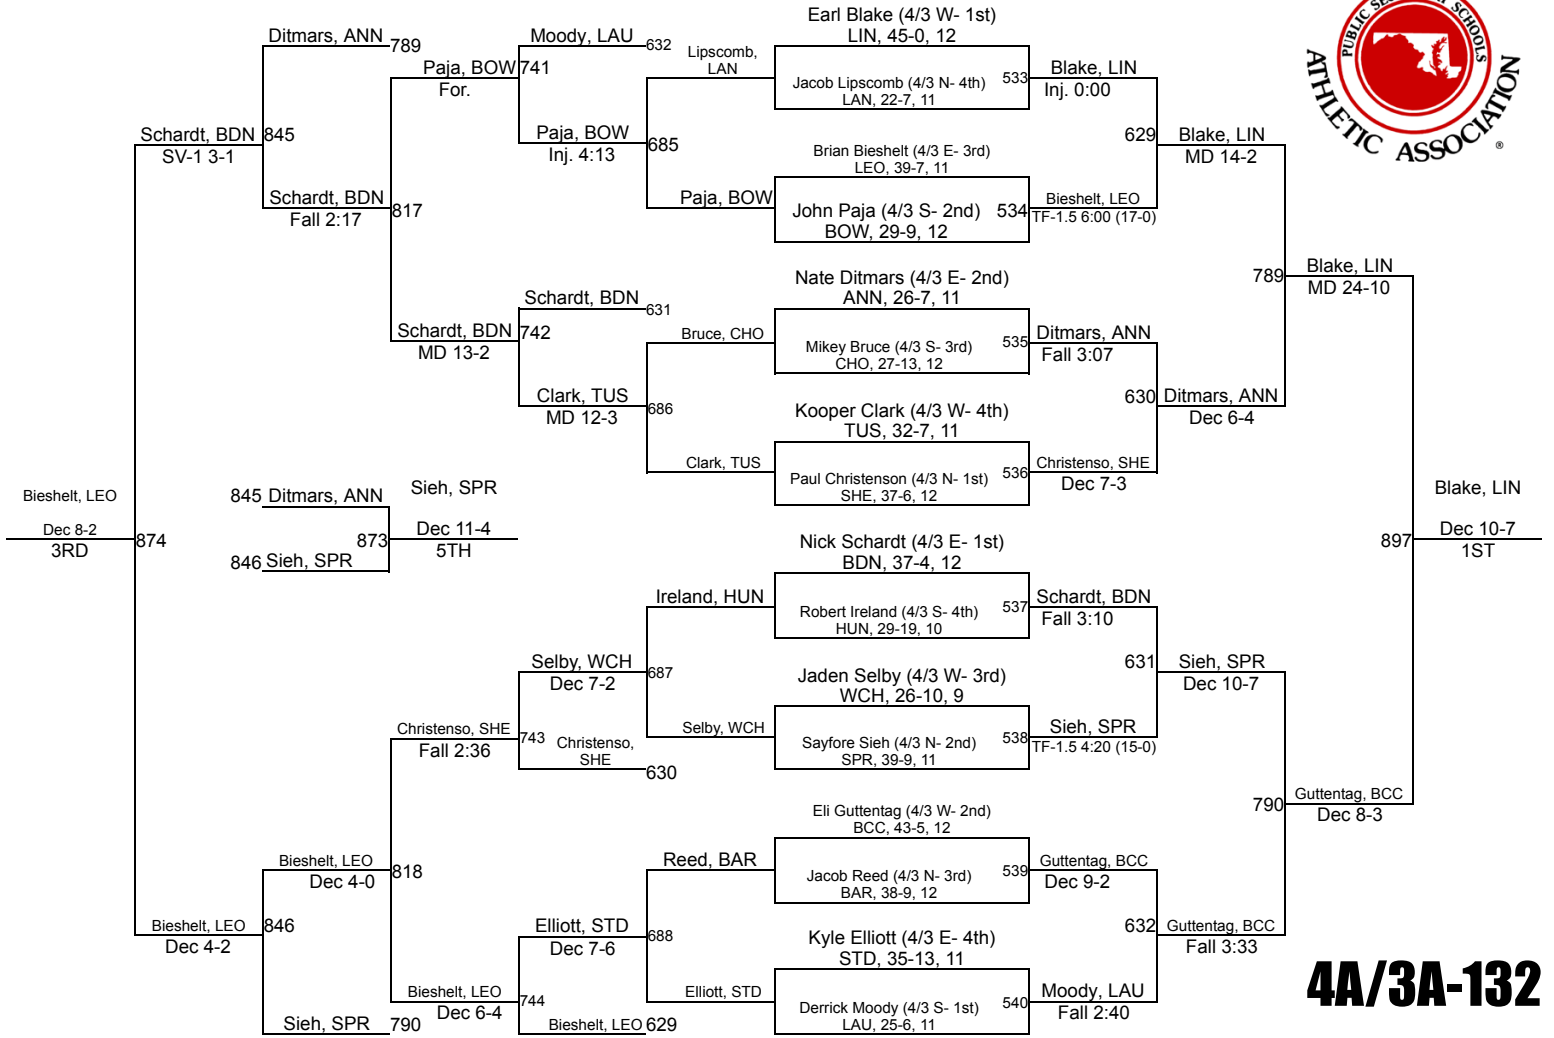 PUBLIC SECONDARY SCHOOLS
ATHLETIC ASSOCIATION
®
Ditmars, ANN
789
Paja, BOW
For.
741
Schardt, BDN
SV-1 3-1
845
Schardt, BDN
Fall 2:17
817
Moody, LAU
632
Paja, BOW
Inj. 4:13
685
Lipscomb,
LAN
Paja, BOW
Schardt, BDN
MD 13-2
742
Schardt, BDN
631
Clark, TUS
MD 12-3
686
Bruce, CHO
Clark, TUS
Bieshelt, LEO
Dec 8-2
3RD
874
845 Ditmars, ANN
846 Sieh, SPR
873
Sieh, SPR
Dec 11-4
5TH
Ireland, HUN
Selby, WCH
Dec 7-2
687
Selby, WCH
Christenso, SHE
Fall 2:36
743
Christenso,
SHE
630
Bieshelt, LEO
Dec 4-0
818
Bieshelt, LEO
Dec 4-2
846
Sieh, SPR
790
Bieshelt, LEO
Dec 6-4
744
Elliott, STD
Dec 7-6
688
Reed, BAR
Elliott, STD
Bieshelt, LEO
629
Earl Blake (4/3 W- 1st)
LIN, 45-0, 12
Jacob Lipscomb (4/3 N- 4th)
LAN, 22-7, 11
533
Blake, LIN
Inj. 0:00
Brian Bieshelt (4/3 E- 3rd)
LEO, 39-7, 11
John Paja (4/3 S- 2nd)
BOW, 29-9, 12
534
Bieshelt, LEO
TF-1.5 6:00 (17-0)
629
Blake, LIN
MD 14-2
Nate Ditmars (4/3 E- 2nd)
ANN, 26-7, 11
Mikey Bruce (4/3 S- 3rd)
CHO, 27-13, 12
535
Ditmars, ANN
Fall 3:07
Kooper Clark (4/3 W- 4th)
TUS, 32-7, 11
Paul Christenson (4/3 N- 1st)
SHE, 37-6, 12
536
Christenso, SHE
Dec 7-3
630
Ditmars, ANN
Dec 6-4
789
Blake, LIN
MD 24-10
Nick Schardt (4/3 E- 1st)
BDN, 37-4, 12
Robert Ireland (4/3 S- 4th)
HUN, 29-19, 10
537
Schardt, BDN
Fall 3:10
Jaden Selby (4/3 W- 3rd)
WCH, 26-10, 9
Sayfore Sieh (4/3 N- 2nd)
SPR, 39-9, 11
538
Sieh, SPR
TF-1.5 4:20 (15-0)
631
Sieh, SPR
Dec 10-7
Eli Guttentag (4/3 W- 2nd)
BCC, 43-5, 12
Jacob Reed (4/3 N- 3rd)
BAR, 38-9, 12
539
Guttentag, BCC
Dec 9-2
Kyle Elliott (4/3 E- 4th)
STD, 35-13, 11
Derrick Moody (4/3 S- 1st)
LAU, 25-6, 11
540
Moody, LAU
Fall 2:40
632
Guttentag, BCC
Fall 3:33
790
Guttentag, BCC
Dec 8-3
897
Blake, LIN
Dec 10-7
1ST
4A/3A-132